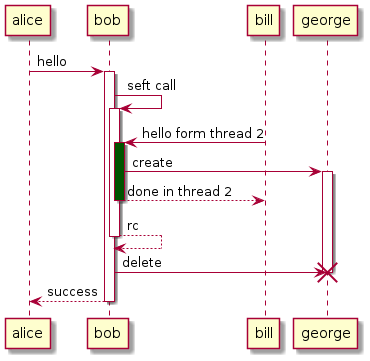 alice bob bill george
hello
seft call
hello form thread 2
create
done in thread 2
rc
delete
success
alice bob bill george